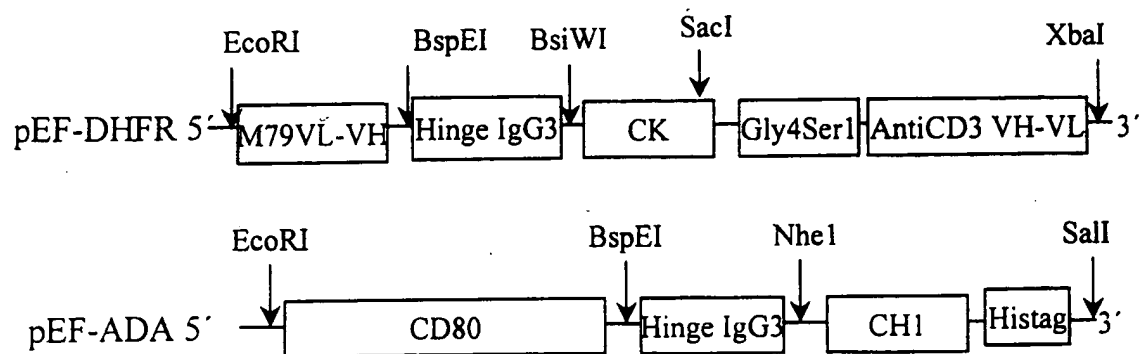 EcoRI BspEI BsiWI SacI XbaI
pEF-DHFR 5´ M79VL-VH Hinge IgG3 CK Gly4Ser1 AntiCD3 VH-VL 3´
EcoRI BspEI Nhe1 SalI
pEF-ADA 5´ CD80 Hinge IgG3 CH1 Histag 3´